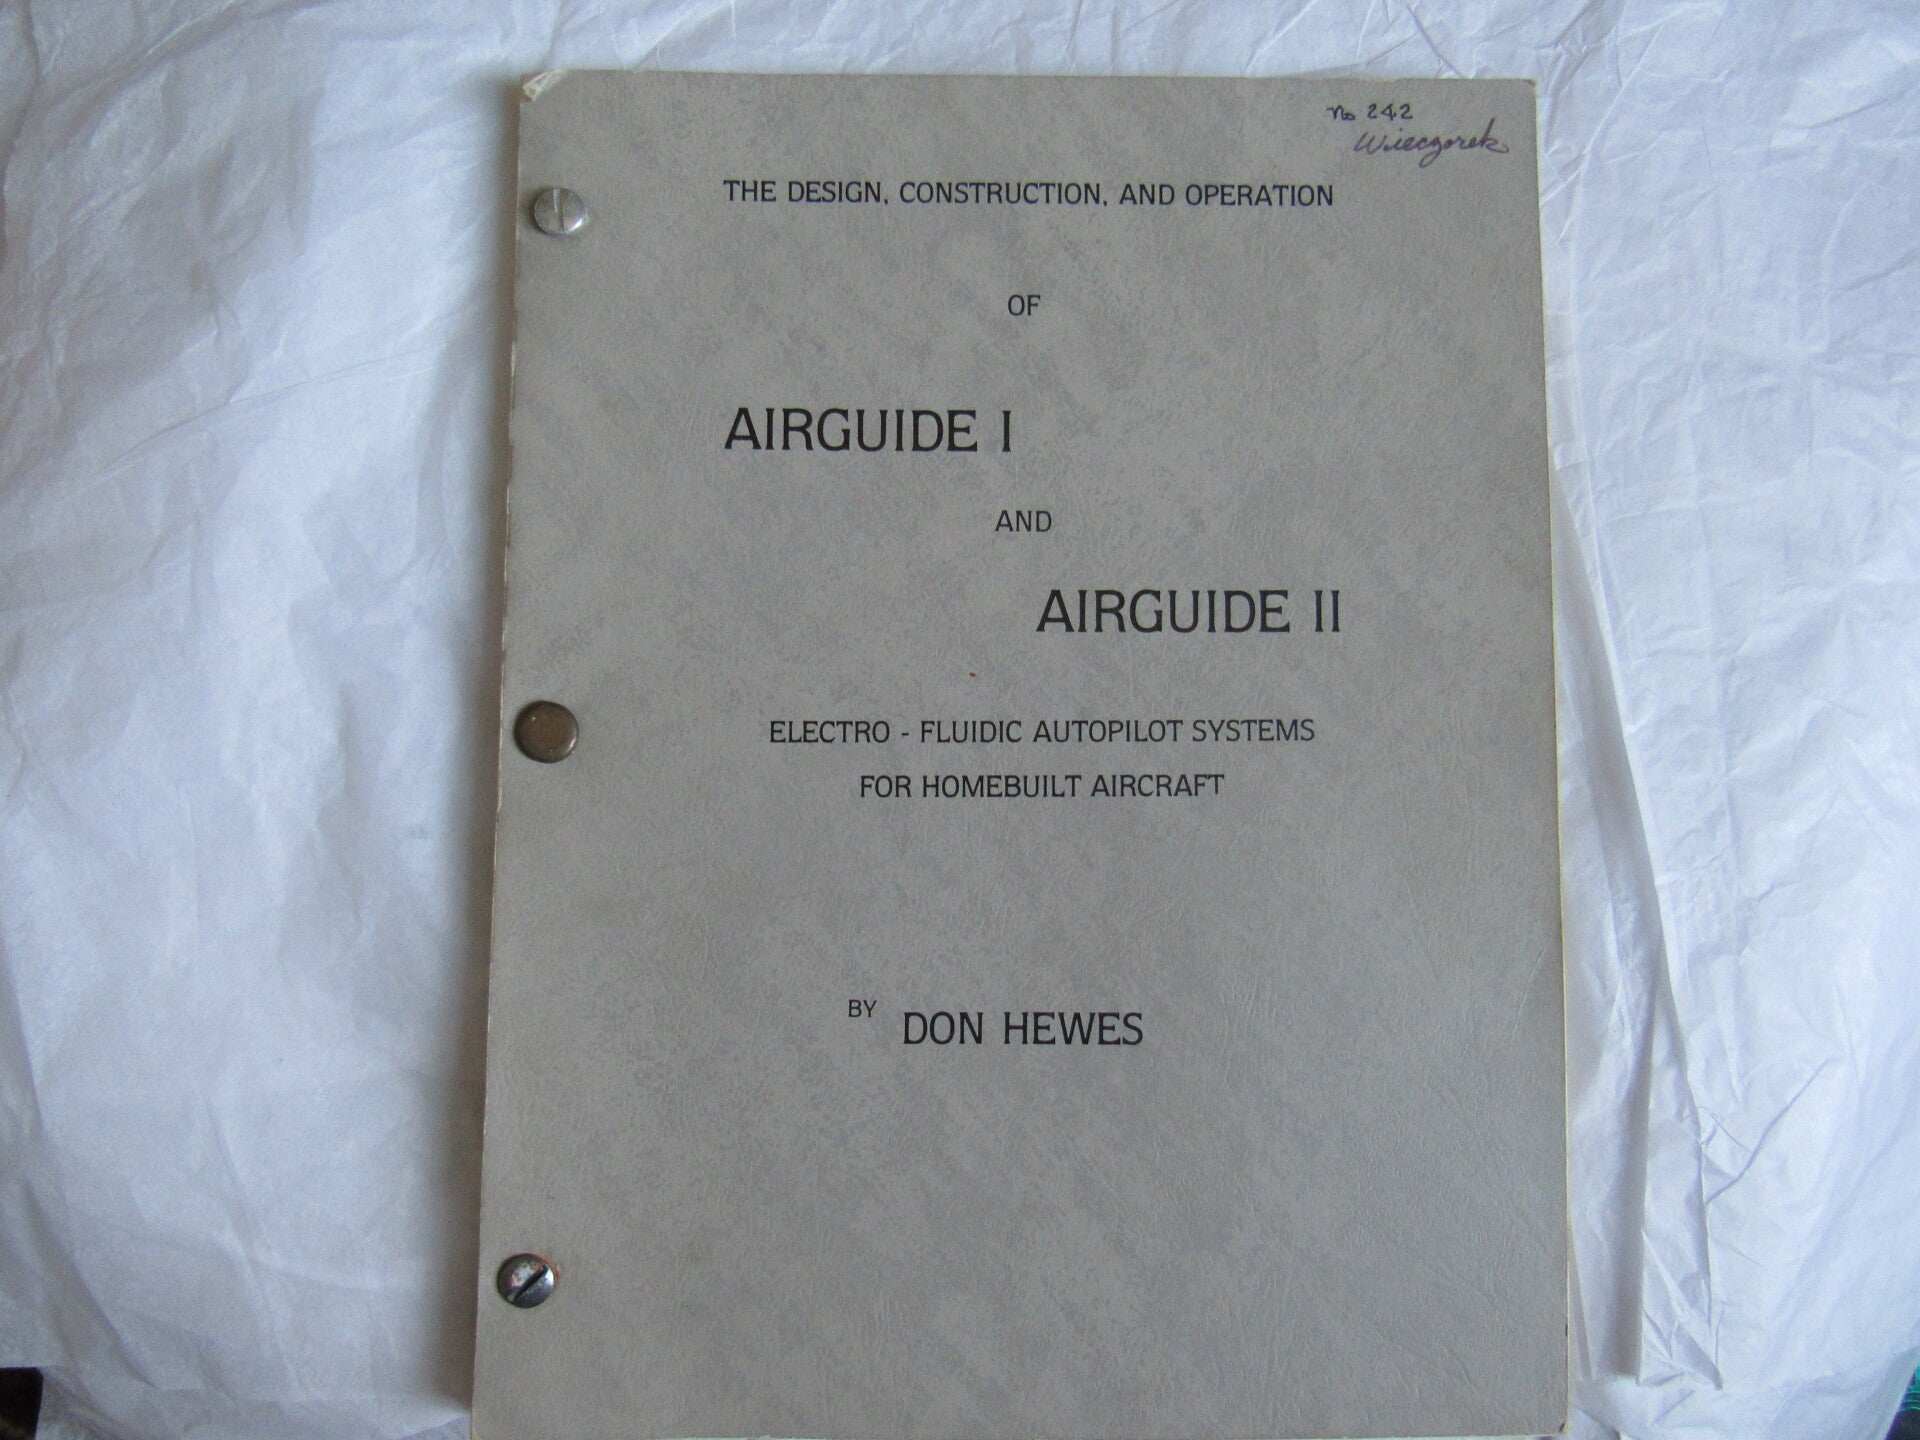 No 242
Wieczorek
THE DESIGN, CONSTRUCTION, AND OPERATION
OF
AIRGUIDE I
AND
AIRGUIDE II
ELECTRO - FLUIDIC AUTOPILOT SYSTEMS
FOR HOMEBUILT AIRCRAFT
BY DON HEWES